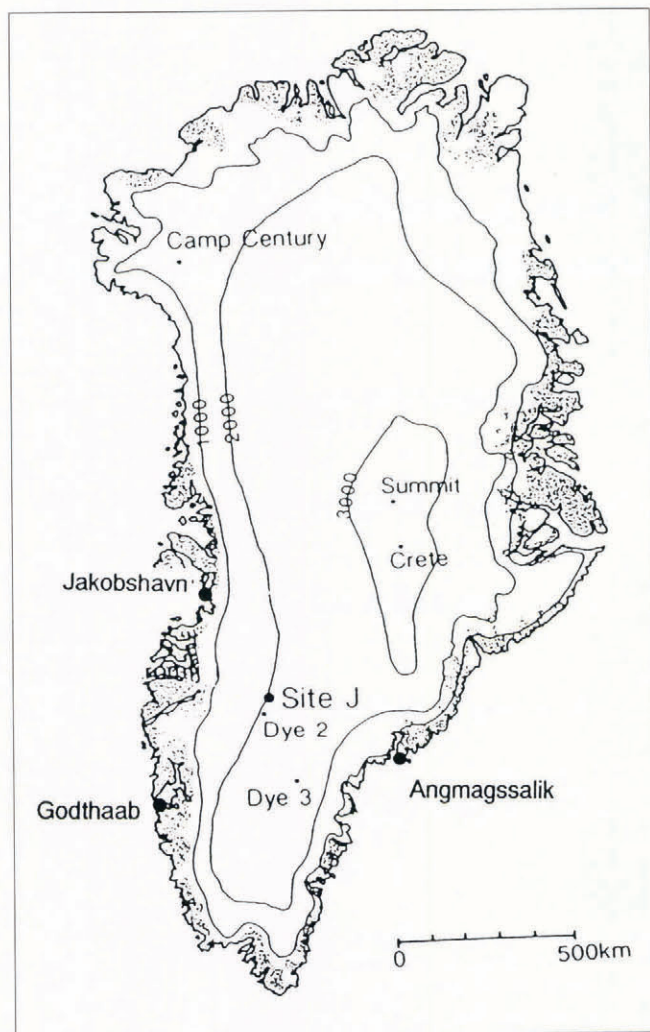 Camp Century
1000
2000
3000
Summit
Crete
Jakobshavn
Site J
Dye 2
Dye 3
Godthaab
Angmagssalik
0
500km